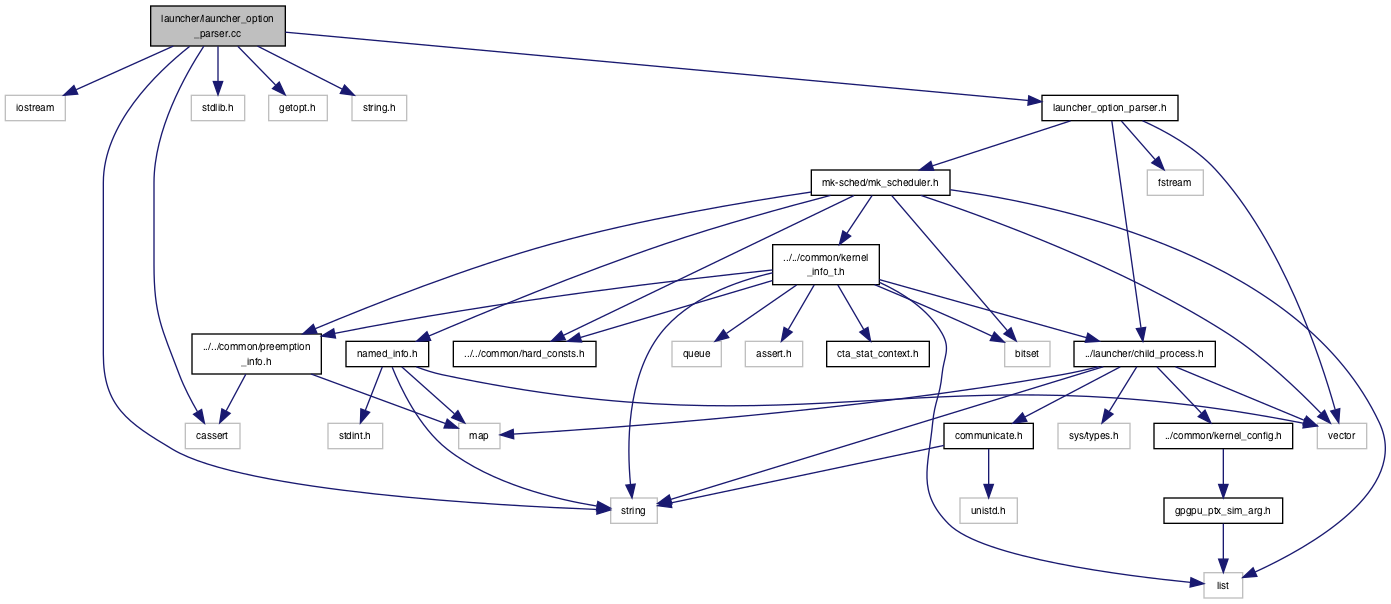 launcher/launcher_option
_parser.cc
iostream
stdlib.h
getopt.h
string.h
launcher_option_parser.h
mk-sched/mk_scheduler.h
fstream
../../common/kernel
_info_t.h
../../common/preemption
_info.h
named_info.h
../../common/hard_consts.h
queue
assert.h
cta_stat_context.h
bitset
../launcher/child_process.h
cassert
stdint.h
map
communicate.h
sys/types.h
../common/kernel_config.h
vector
string
unistd.h
gpgpu_ptx_sim_arg.h
list